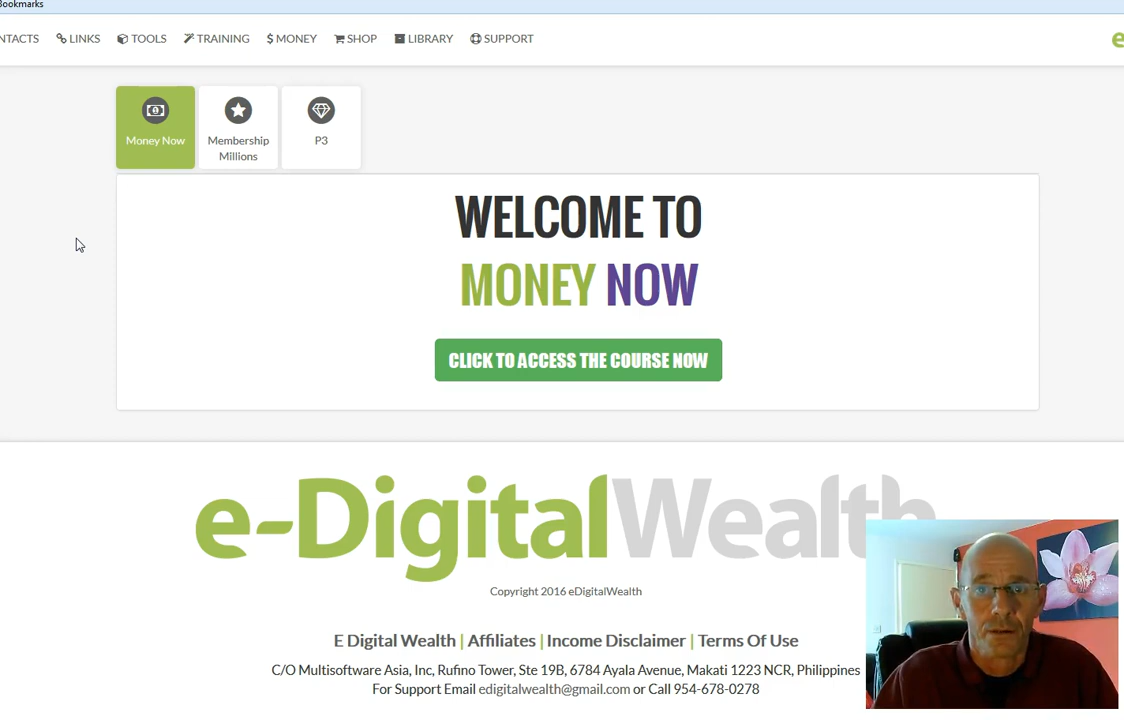 Bookmarks
NTACTS LINKS TOOLS TRAINING $ MONEY SHOP LIBRARY SUPPORT
e
Money Now
Membership
Millions
P3
WELCOME TO
MONEY NOW
CLICK TO ACCESS THE COURSE NOW
e-DigitalWealth
Copyright 2016 eDigitalWealth
E Digital Wealth | Affiliates | Income Disclaimer | Terms Of Use
C/O Multisoftware Asia, Inc, Rufino Tower, Ste 19B, 6784 Ayala Avenue, Makati 1223 NCR, Philippines
For Support Email edigitalwealth@gmail.com or Call 954-678-0278